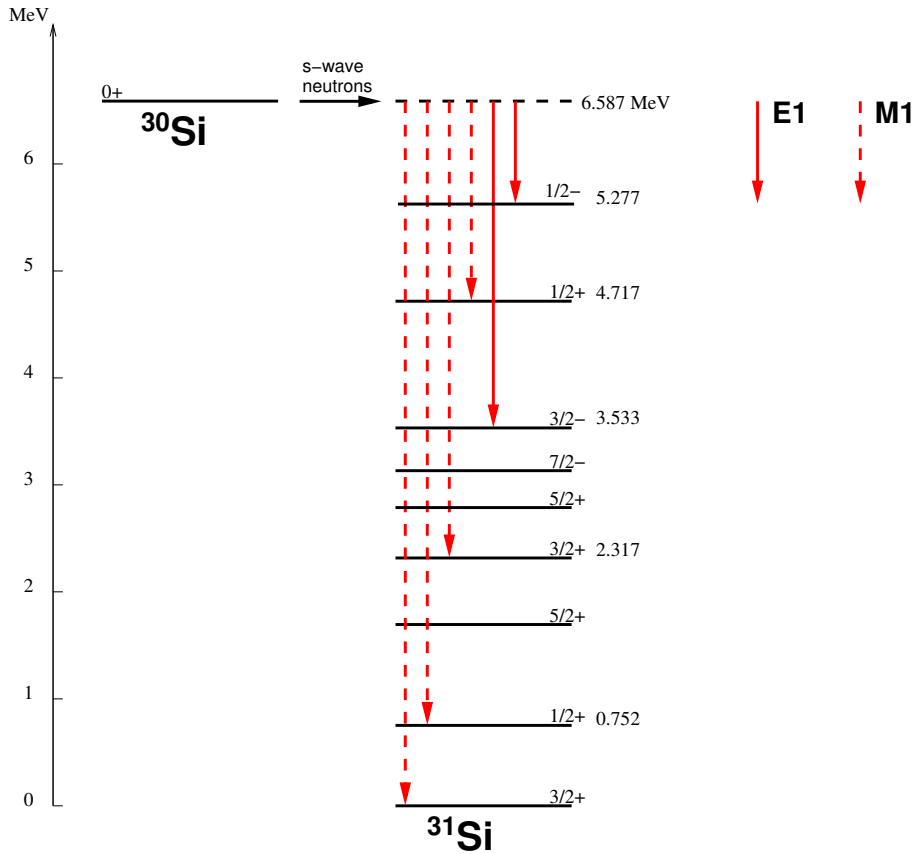 MeV
0+
s−wave
neutrons
6.587 MeV
E1
M1
30Si
6
1/2− 5.277
5
1/2+ 4.717
4
3/2− 3.533
7/2−
3
5/2+
3/2+ 2.317
2
5/2+
1
1/2+ 0.752
0
3/2+
31Si